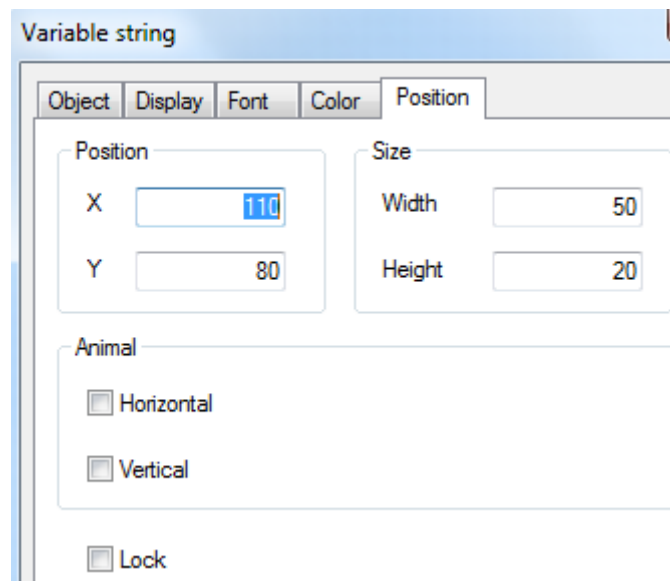 Variable string
Object Display Font Color Position
Position
X 110
Y 80
Size
Width 50
Height 20
Animal
Horizontal
Vertical
Lock